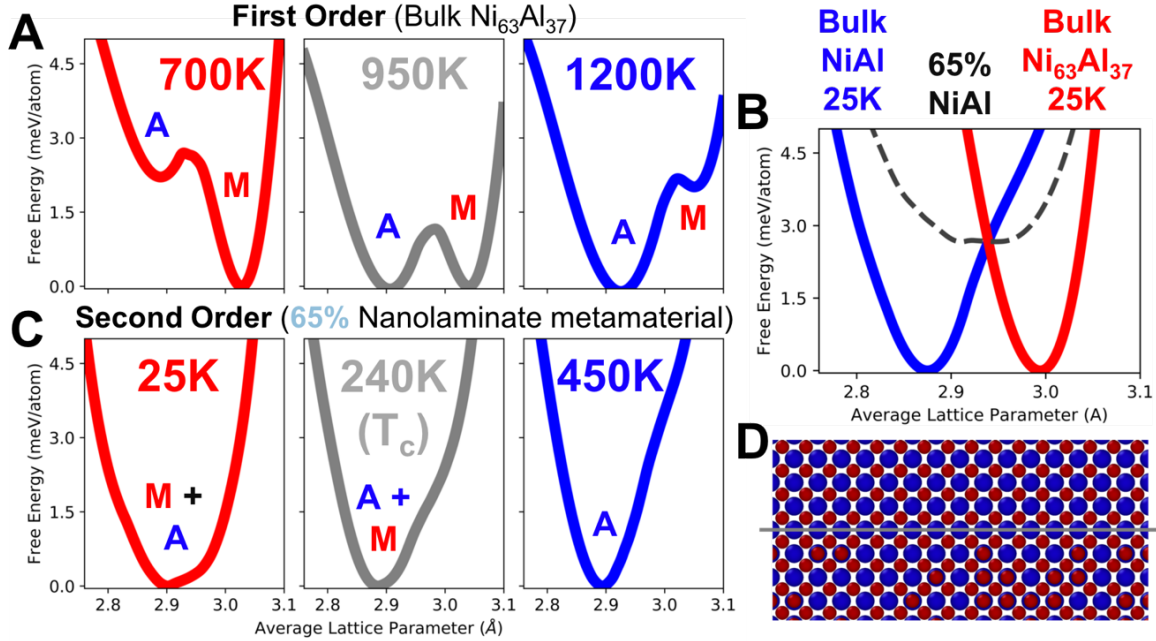 First Order (Bulk Ni₆₃Al₃₇)
A
700K
950K
1200K
Free Energy (meV/atom)
4.5
3.0
1.5
0.0
A
M
A
M
A
M
C
Second Order (65% Nanolaminate metamaterial)
25K
240K
(Tc)
450K
Free Energy (meV/atom)
4.5
3.0
1.5
0.0
M +
A
A +
M
A
2.8 2.9 3.0 3.1
2.8 2.9 3.0 3.1
2.8 2.9 3.0 3.1
Average Lattice Parameter (Å)
Bulk
NiAl
25K
65%
NiAl
Bulk
Ni₆₃Al₃₇
25K
B
Free Energy (meV/atom)
4.5
3.0
1.5
0.0
2.8 2.9 3.0 3.1
Average Lattice Parameter (A)
D